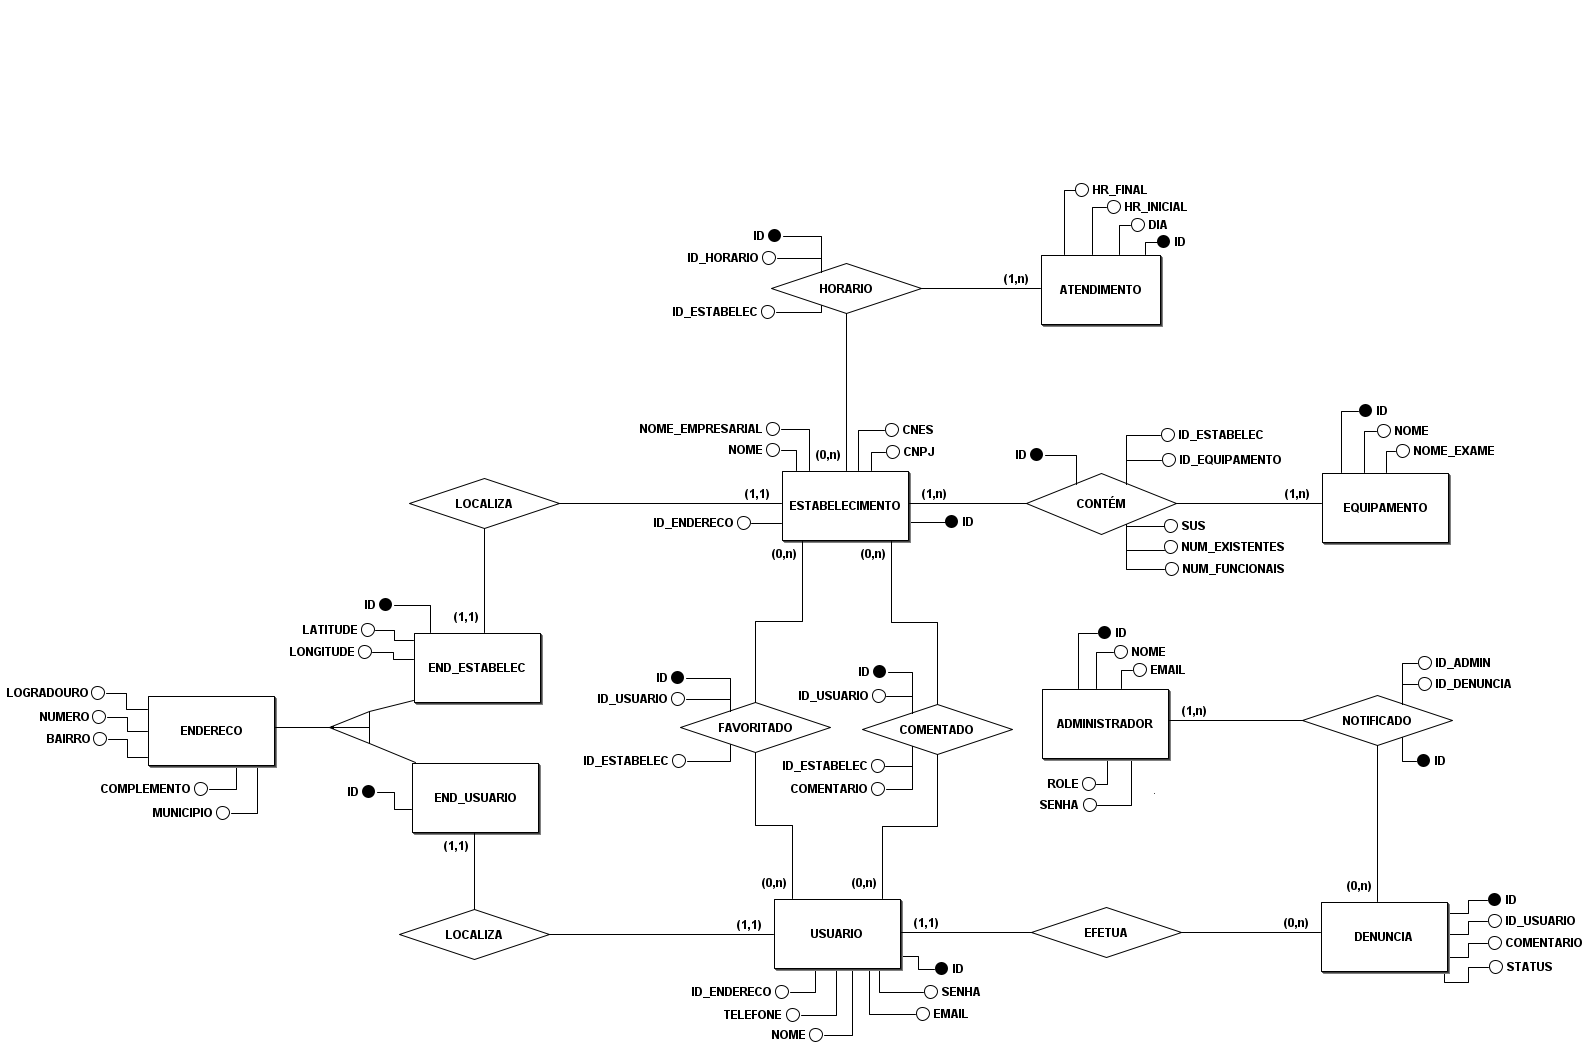 HR_FINAL
HR_INICIAL
DIA
ID
ID
ID_HORARIO
ID_ESTABELEC
HORARIO
(1,n)
ATENDIMENTO
NOME_EMPRESARIAL
NOME
(0,n)
CNES
CNPJ
ID
ID_ESTABELEC
ID_EQUIPAMENTO
ID
NOME
NOME_EXAME
LOCALIZA
(1,1)
ESTABELECIMENTO
(1,n)
CONTÉM
(1,n)
EQUIPAMENTO
ID_ENDERECO
ID
SUS
NUM_EXISTENTES
NUM_FUNCIONAIS
(0,n)
(0,n)
ID
(1,1)
LATITUDE
LONGITUDE
END_ESTABELEC
LOGRADOURO
NUMERO
BAIRRO
ENDERECO
COMPLEMENTO
MUNICIPIO
ID
END_USUARIO
(1,1)
ID
ID_USUARIO
FAVORITADO
ID_ESTABELEC
ID
ID_USUARIO
COMENTADO
ID_ESTABELEC
COMENTARIO
ID
NOME
EMAIL
ADMINISTRADOR
(1,n)
ROLE
SENHA
ID_ADMIN
ID_DENUNCIA
NOTIFICADO
ID
(0,n)
(0,n)
(0,n)
LOCALIZA
(1,1)
USUARIO
(1,1)
EFETUA
(0,n)
DENUNCIA
ID
ID_USUARIO
COMENTARIO
STATUS
ID
ID_ENDERECO
SENHA
TELEFONE
EMAIL
NOME